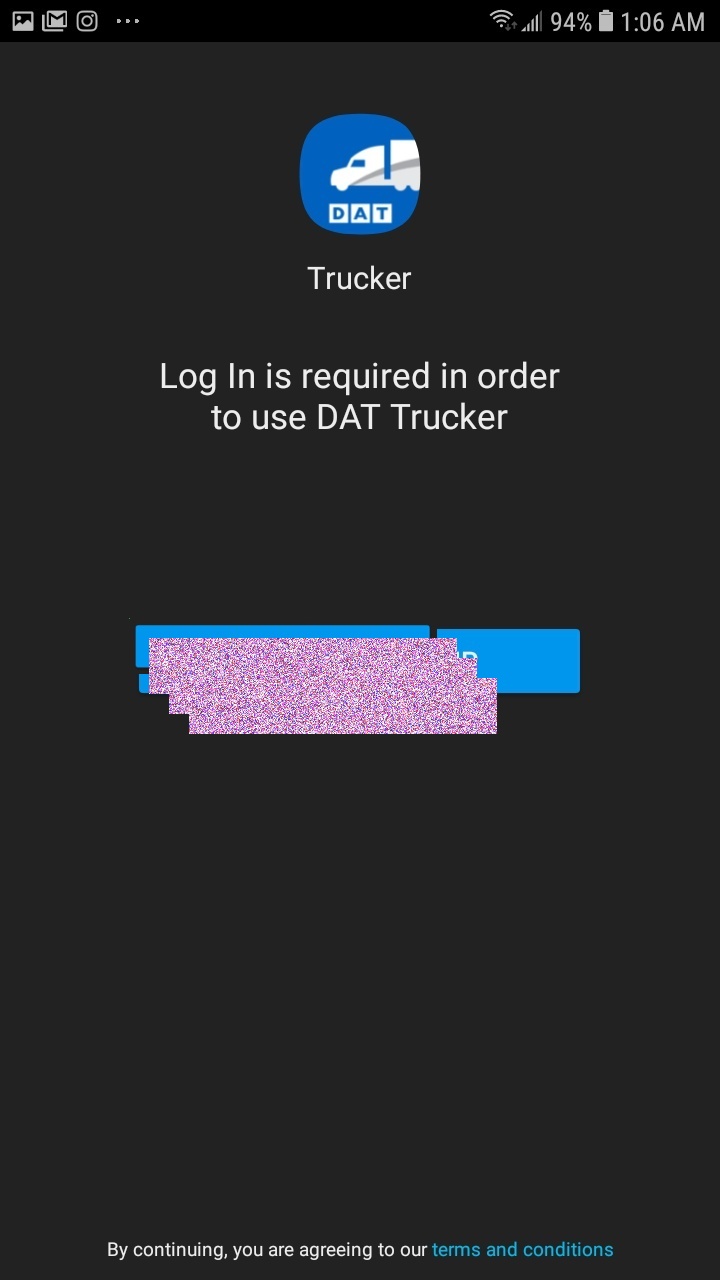 94% 1:06 AM
DAT
Trucker
Log In is required in order
to use DAT Trucker
By continuing, you are agreeing to our terms and conditions